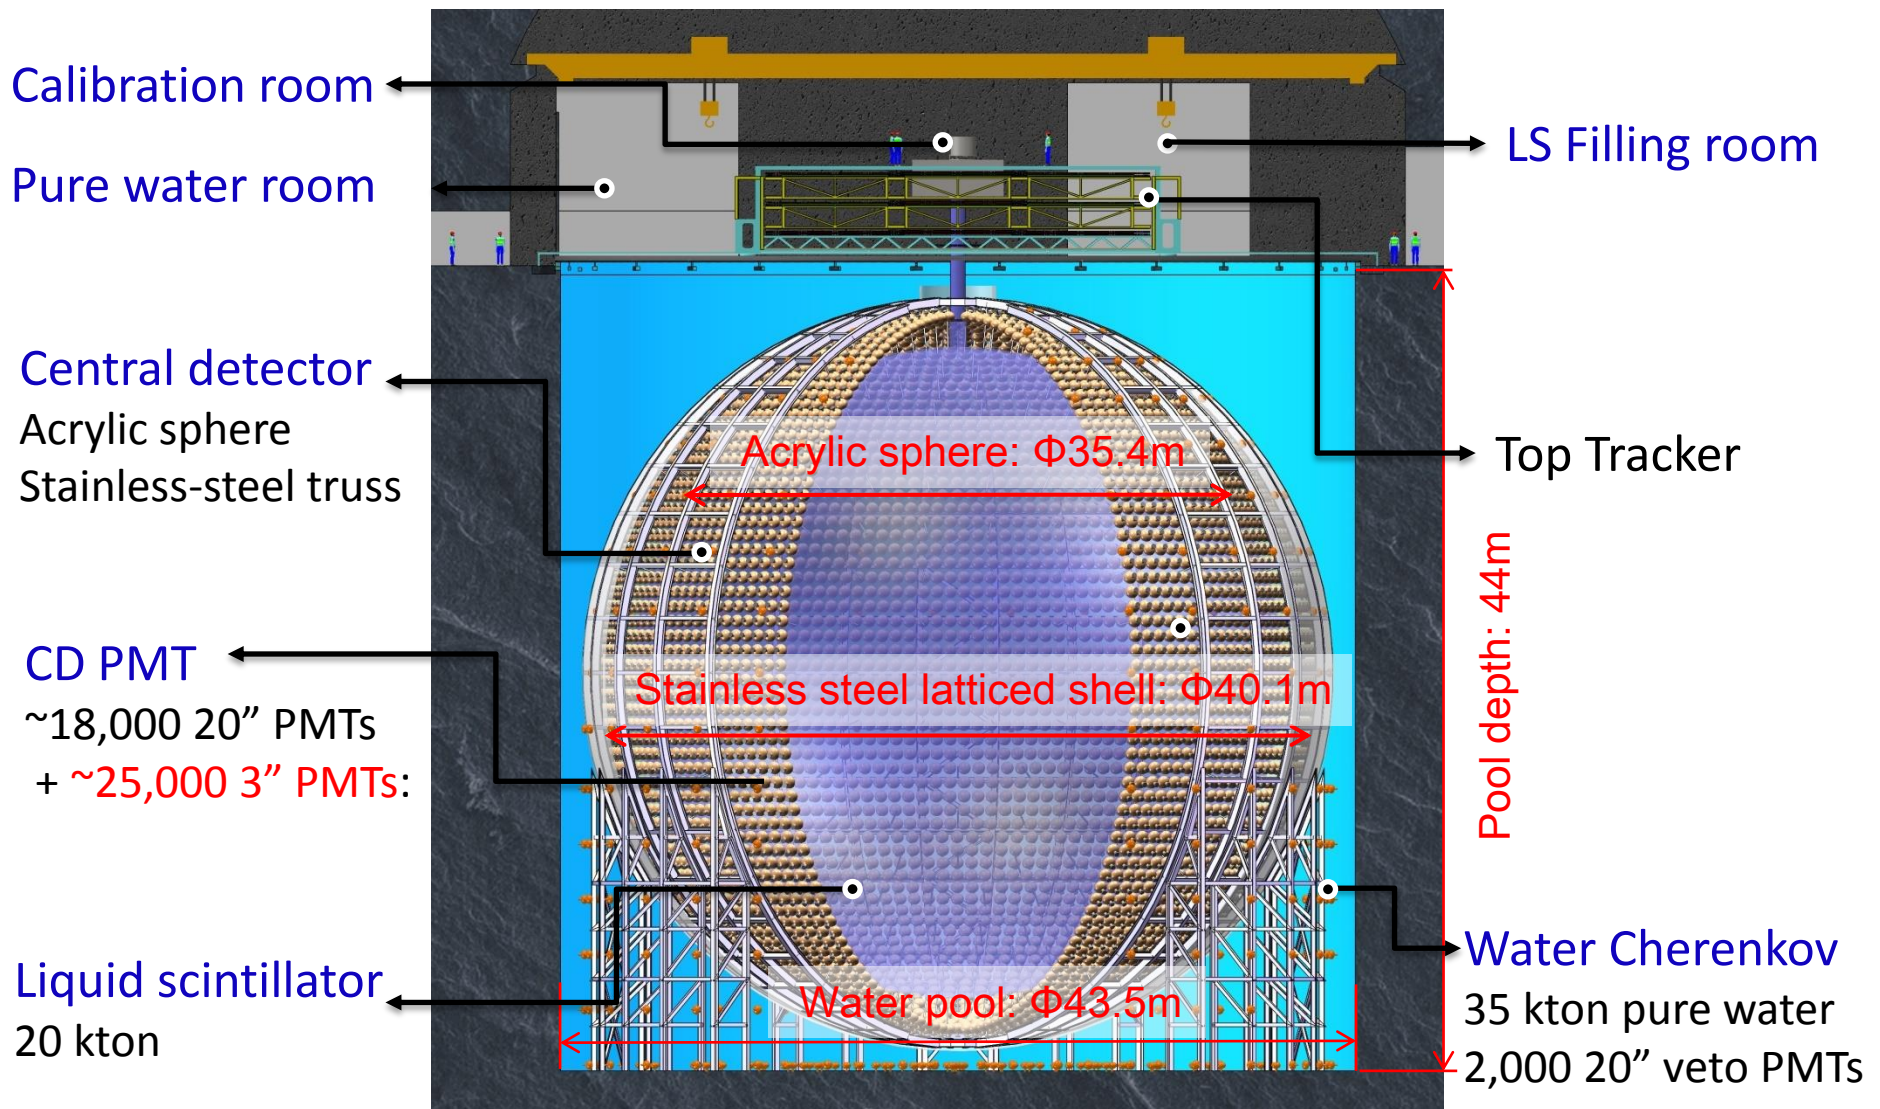 Calibration room
Pure water room
LS Filling room
Central detector
Acrylic sphere
Stainless-steel truss
Acrylic sphere: Φ35.4m
Top Tracker
CD PMT
~18,000 20” PMTs
+ ~25,000 3” PMTs:
Stainless steel latticed shell: Φ40.1m
Pool depth: 44m
Liquid scintillator
20 kton
Water pool: Φ43.5m
Water Cherenkov
35 kton pure water
2,000 20” veto PMTs